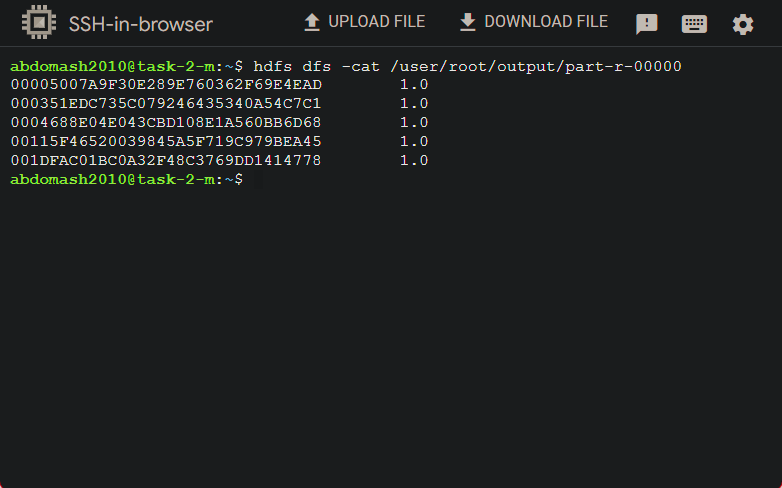 SSH-in-browser UPLOAD FILE DOWNLOAD FILE
abdomash2010@task-2-m:~$ hdfs dfs -cat /user/root/output/part-r-00000
00005007A9F30E289E760362F69E4EAD 1.0
000351EDC735C079246435340A54C7C1 1.0
0004688E04E043CBD108E1A560BB6D68 1.0
00115F46520039845A5F719C979BEA45 1.0
001DFAC01BC0A32F48C3769DD1414778 1.0
abdomash2010@task-2-m:~$